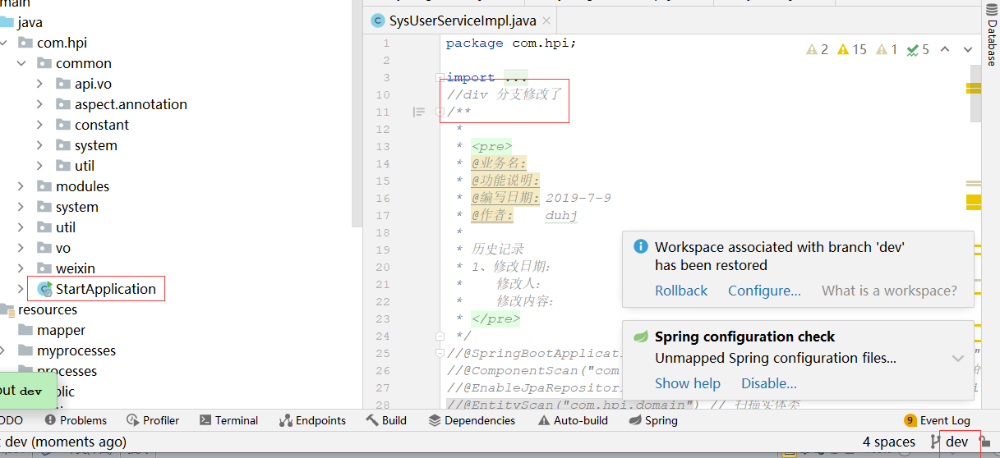 main
java
com.hpi
common
api.vo
aspect.annotation
constant
system
util
modules
system
util
vo
weixin
StartApplication
resources
mapper
myprocesses
processes
out dev
SysUserServiceImpl.java
1 package com.hpi;
2
3 import ...
10 //div 分支修改了
11 /**
12 *
13 * <pre>
14 * @业务名:
15 * @功能说明:
16 * @编写日期: 2019-7-9
17 * @作者: duhj
18 *
19 * 历史记录
20 * 1、修改日期:
21 * 修改人:
22 * 修改内容:
23 * </pre>
24 */
25 //@SpringBootApplicati
26 //@ComponentScan("com
27 //@EnableJpaRepositor
28 //@EntityScan("com.hpi.domain") // 扫描实体类
2 15 1 5
Database
Workspace associated with branch 'dev'
has been restored
Rollback Configure... What is a workspace?
Spring configuration check
Unmapped Spring configuration files...
Show help Disable...
ODO Problems Profiler Terminal Endpoints Build Dependencies Auto-build Spring 9 Event Log
t dev (moments ago) 4 spaces dev